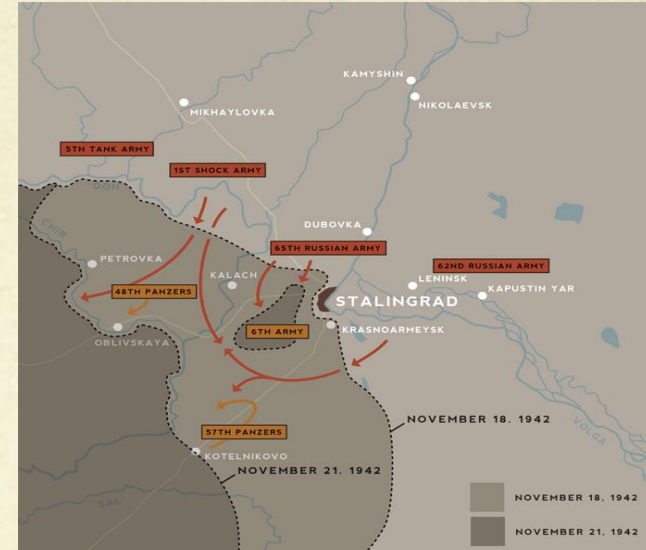 KAMYSHIN
NIKOLAEVSK
MIKHAYLOVKA
5TH TANK ARMY
1ST SHOCK ARMY
DON
CHIR
DUBOVKA
65TH RUSSIAN ARMY
PETROVKA
KALACH
62ND RUSSIAN ARMY
LENINSK
KAPUSTIN YAR
48TH PANZERS
STALINGRAD
OBLIVSKAYA
6TH ARMY
KRASNOARMEYSK
VOLGA
NOVEMBER 18. 1942
57TH PANZERS
KOTELNIKOVO
NOVEMBER 21. 1942
SAL
NOVEMBER 18, 1942
NOVEMBER 21, 1942